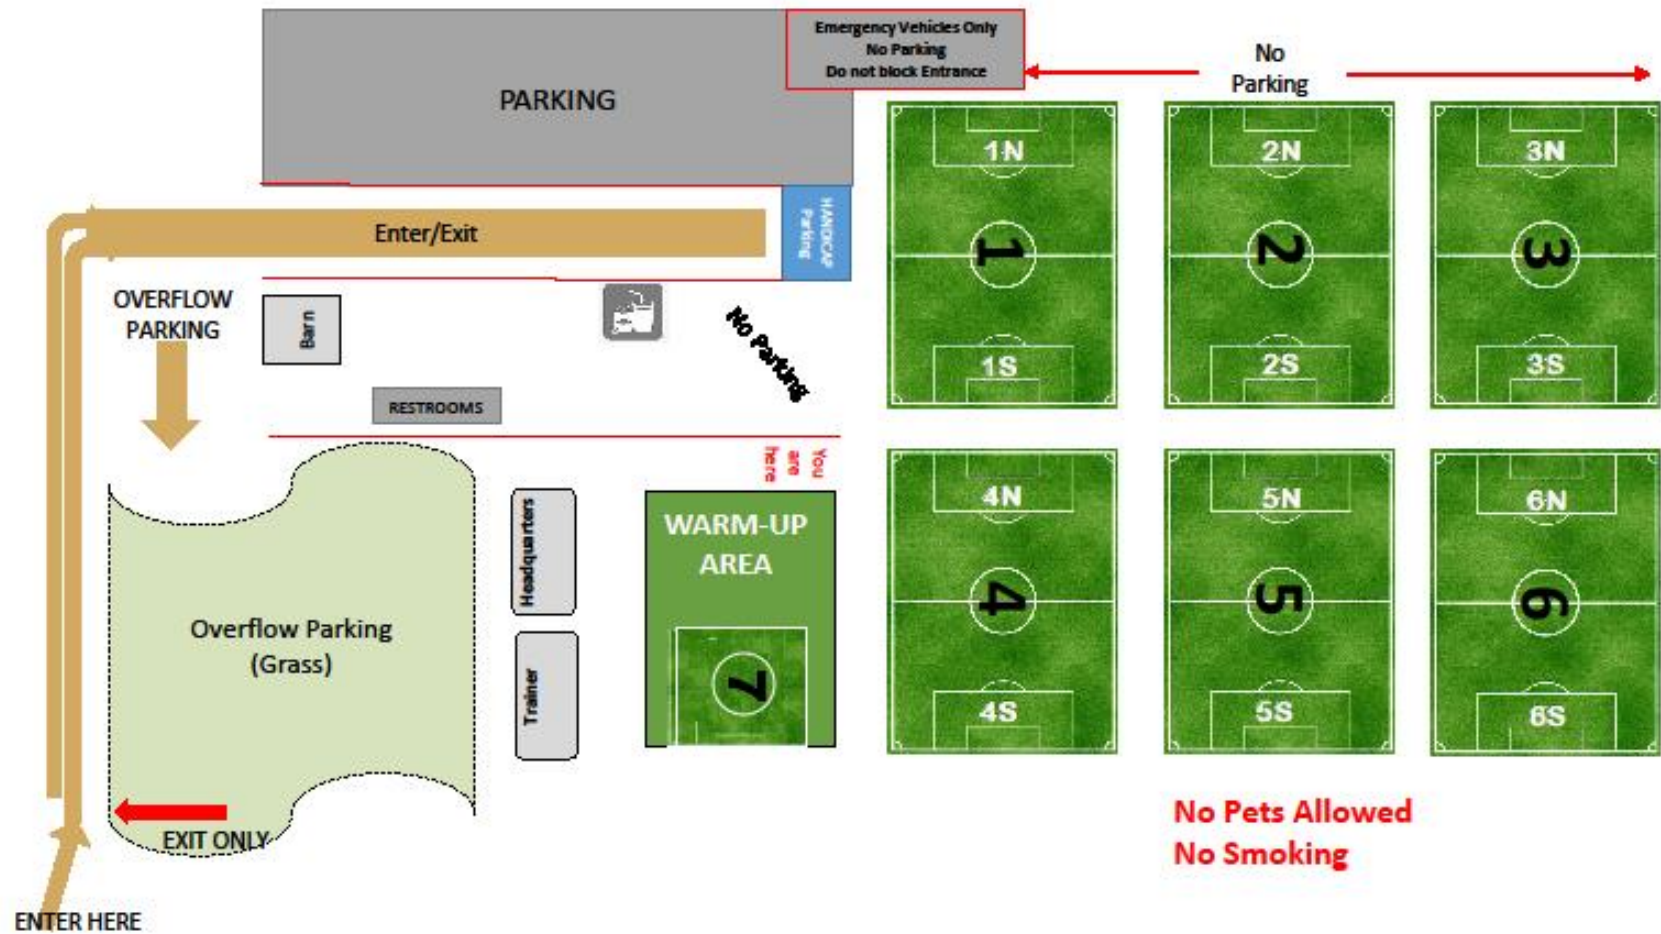 Emergency Vehicles Only
No Parking
Do not block Entrance
No
Parking
PARKING
1N
2N
3N
HANDICAP
Parking
Enter/Exit
1
2
3
OVERFLOW
PARKING
Barn
No Parking
1S
2S
3S
RESTROOMS
You
are
here
4N
5N
6N
Headquarters
WARM-UP
AREA
4
5
6
Overflow Parking
(Grass)
Trainer
7
4S
5S
6S
No Pets Allowed
No Smoking
EXIT ONLY
ENTER HERE